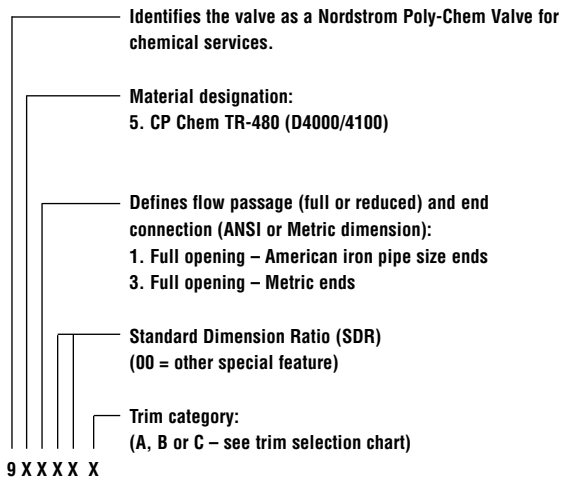 Identifies the valve as a Nordstrom Poly-Chem Valve for
chemical services.
Material designation:
5. CP Chem TR-480 (D4000/4100)
Defines flow passage (full or reduced) and end
connection (ANSI or Metric dimension):
1. Full opening – American iron pipe size ends
3. Full opening – Metric ends
Standard Dimension Ratio (SDR)
(00 = other special feature)
Trim category:
(A, B or C – see trim selection chart)
9 X X X X X